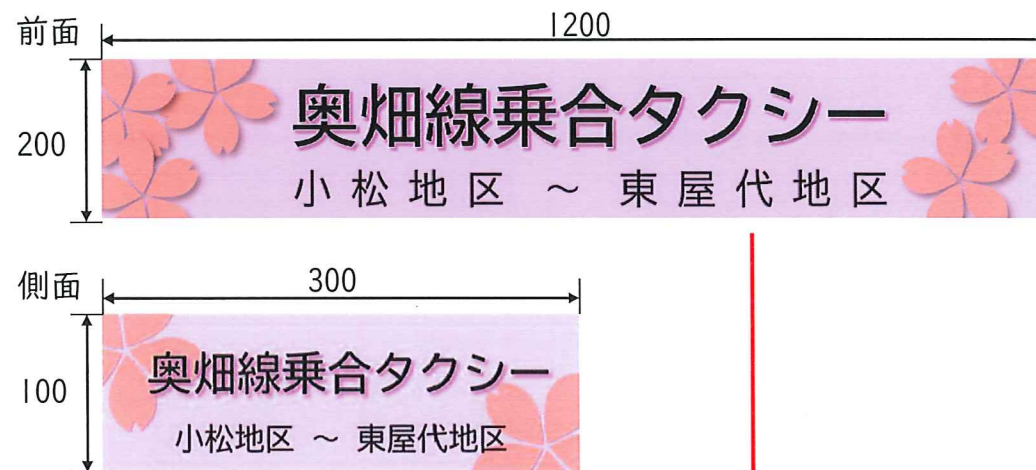 前面
1200
200
奥畑線乗合タクシー
小松地区 ～ 東屋代地区
側面
300
100
奥畑線乗合タクシー
小松地区 ～ 東屋代地区